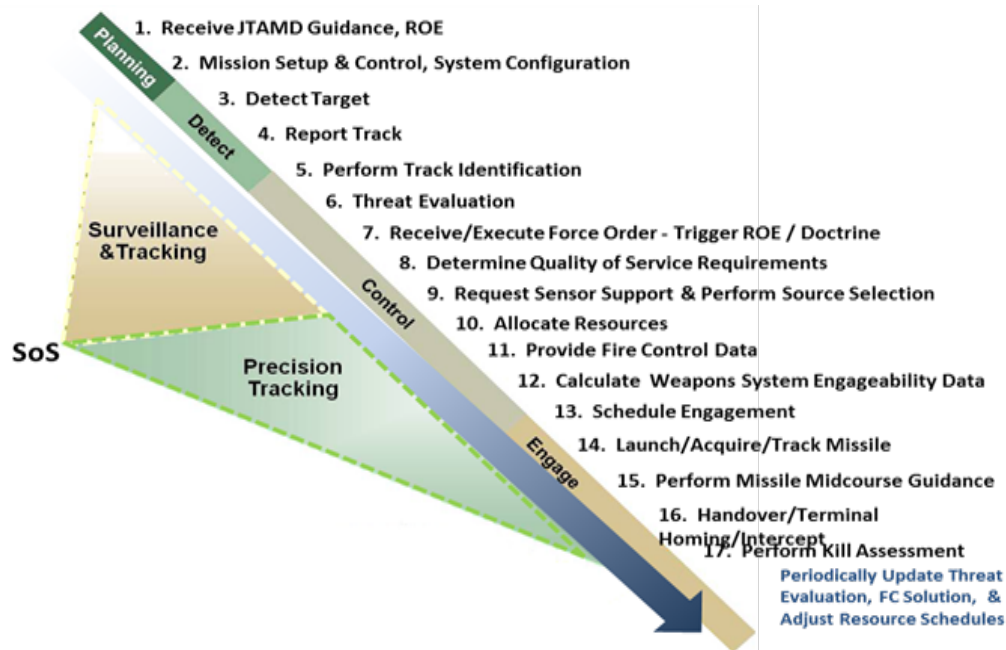 1. Receive JTAMD Guidance, ROE
Planning
2. Mission Setup & Control, System Configuration
3. Detect Target
Detect
4. Report Track
5. Perform Track Identification
6. Threat Evaluation
Surveillance
&Tracking
7. Receive/Execute Force Order - Trigger ROE / Doctrine
8. Determine Quality of Service Requirements
Control
9. Request Sensor Support & Perform Source Selection
10. Allocate Resources
SoS
11. Provide Fire Control Data
Precision
Tracking
12. Calculate Weapons System Engageability Data
13. Schedule Engagement
Engage
14. Launch/Acquire/Track Missile
15. Perform Missile Midcourse Guidance
16. Handover/Terminal
Homing/Intercept
17. Perform Kill Assessment
Periodically Update Threat
Evaluation, FC Solution, &
Adjust Resource Schedules